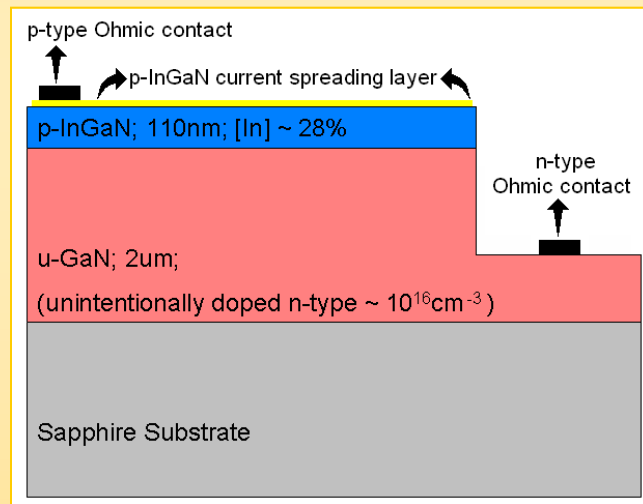 p-type Ohmic contact
p-InGaN current spreading layer
p-InGaN; 110nm; [In] ~ 28%
n-type
Ohmic contact
u-GaN; 2um;
(unintentionally doped n-type ~ 10¹⁶cm⁻³ )
Sapphire Substrate